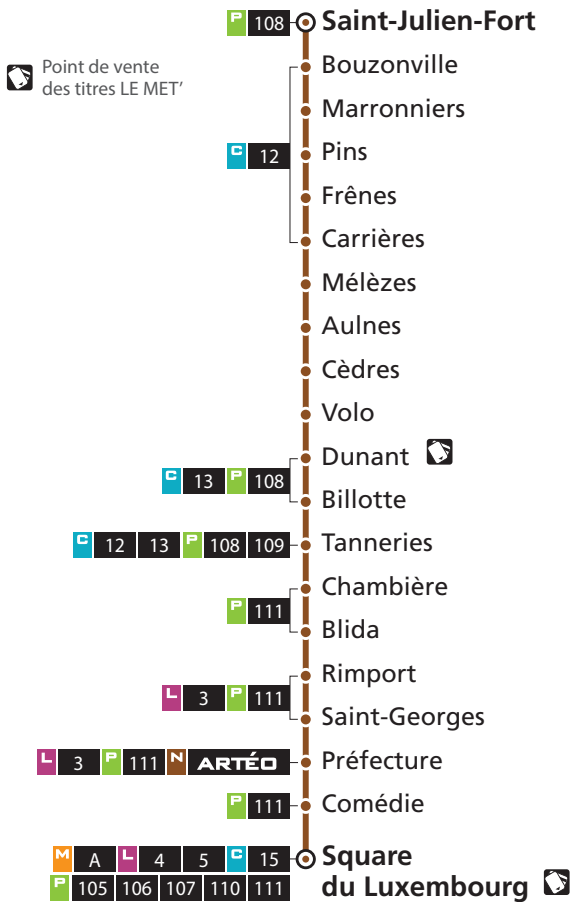 P 108 Saint-Julien-Fort
Point de vente
des titres LE MET'
Bouzonville
Marronniers
C 12 Pins
Frênes
Carrières
Mélèzes
Aulnes
Cèdres
Volo
Dunant
C 13 P 108
Billotte
C 12 13 P 108 109 Tanneries
Chambière
P 111
Blida
Rimport
L 3 P 111
Saint-Georges
L 3 P 111 N ARTÉO Préfecture
P 111 Comédie
M A L 4 5 C 15 Square
P 105 106 107 110 111 du Luxembourg